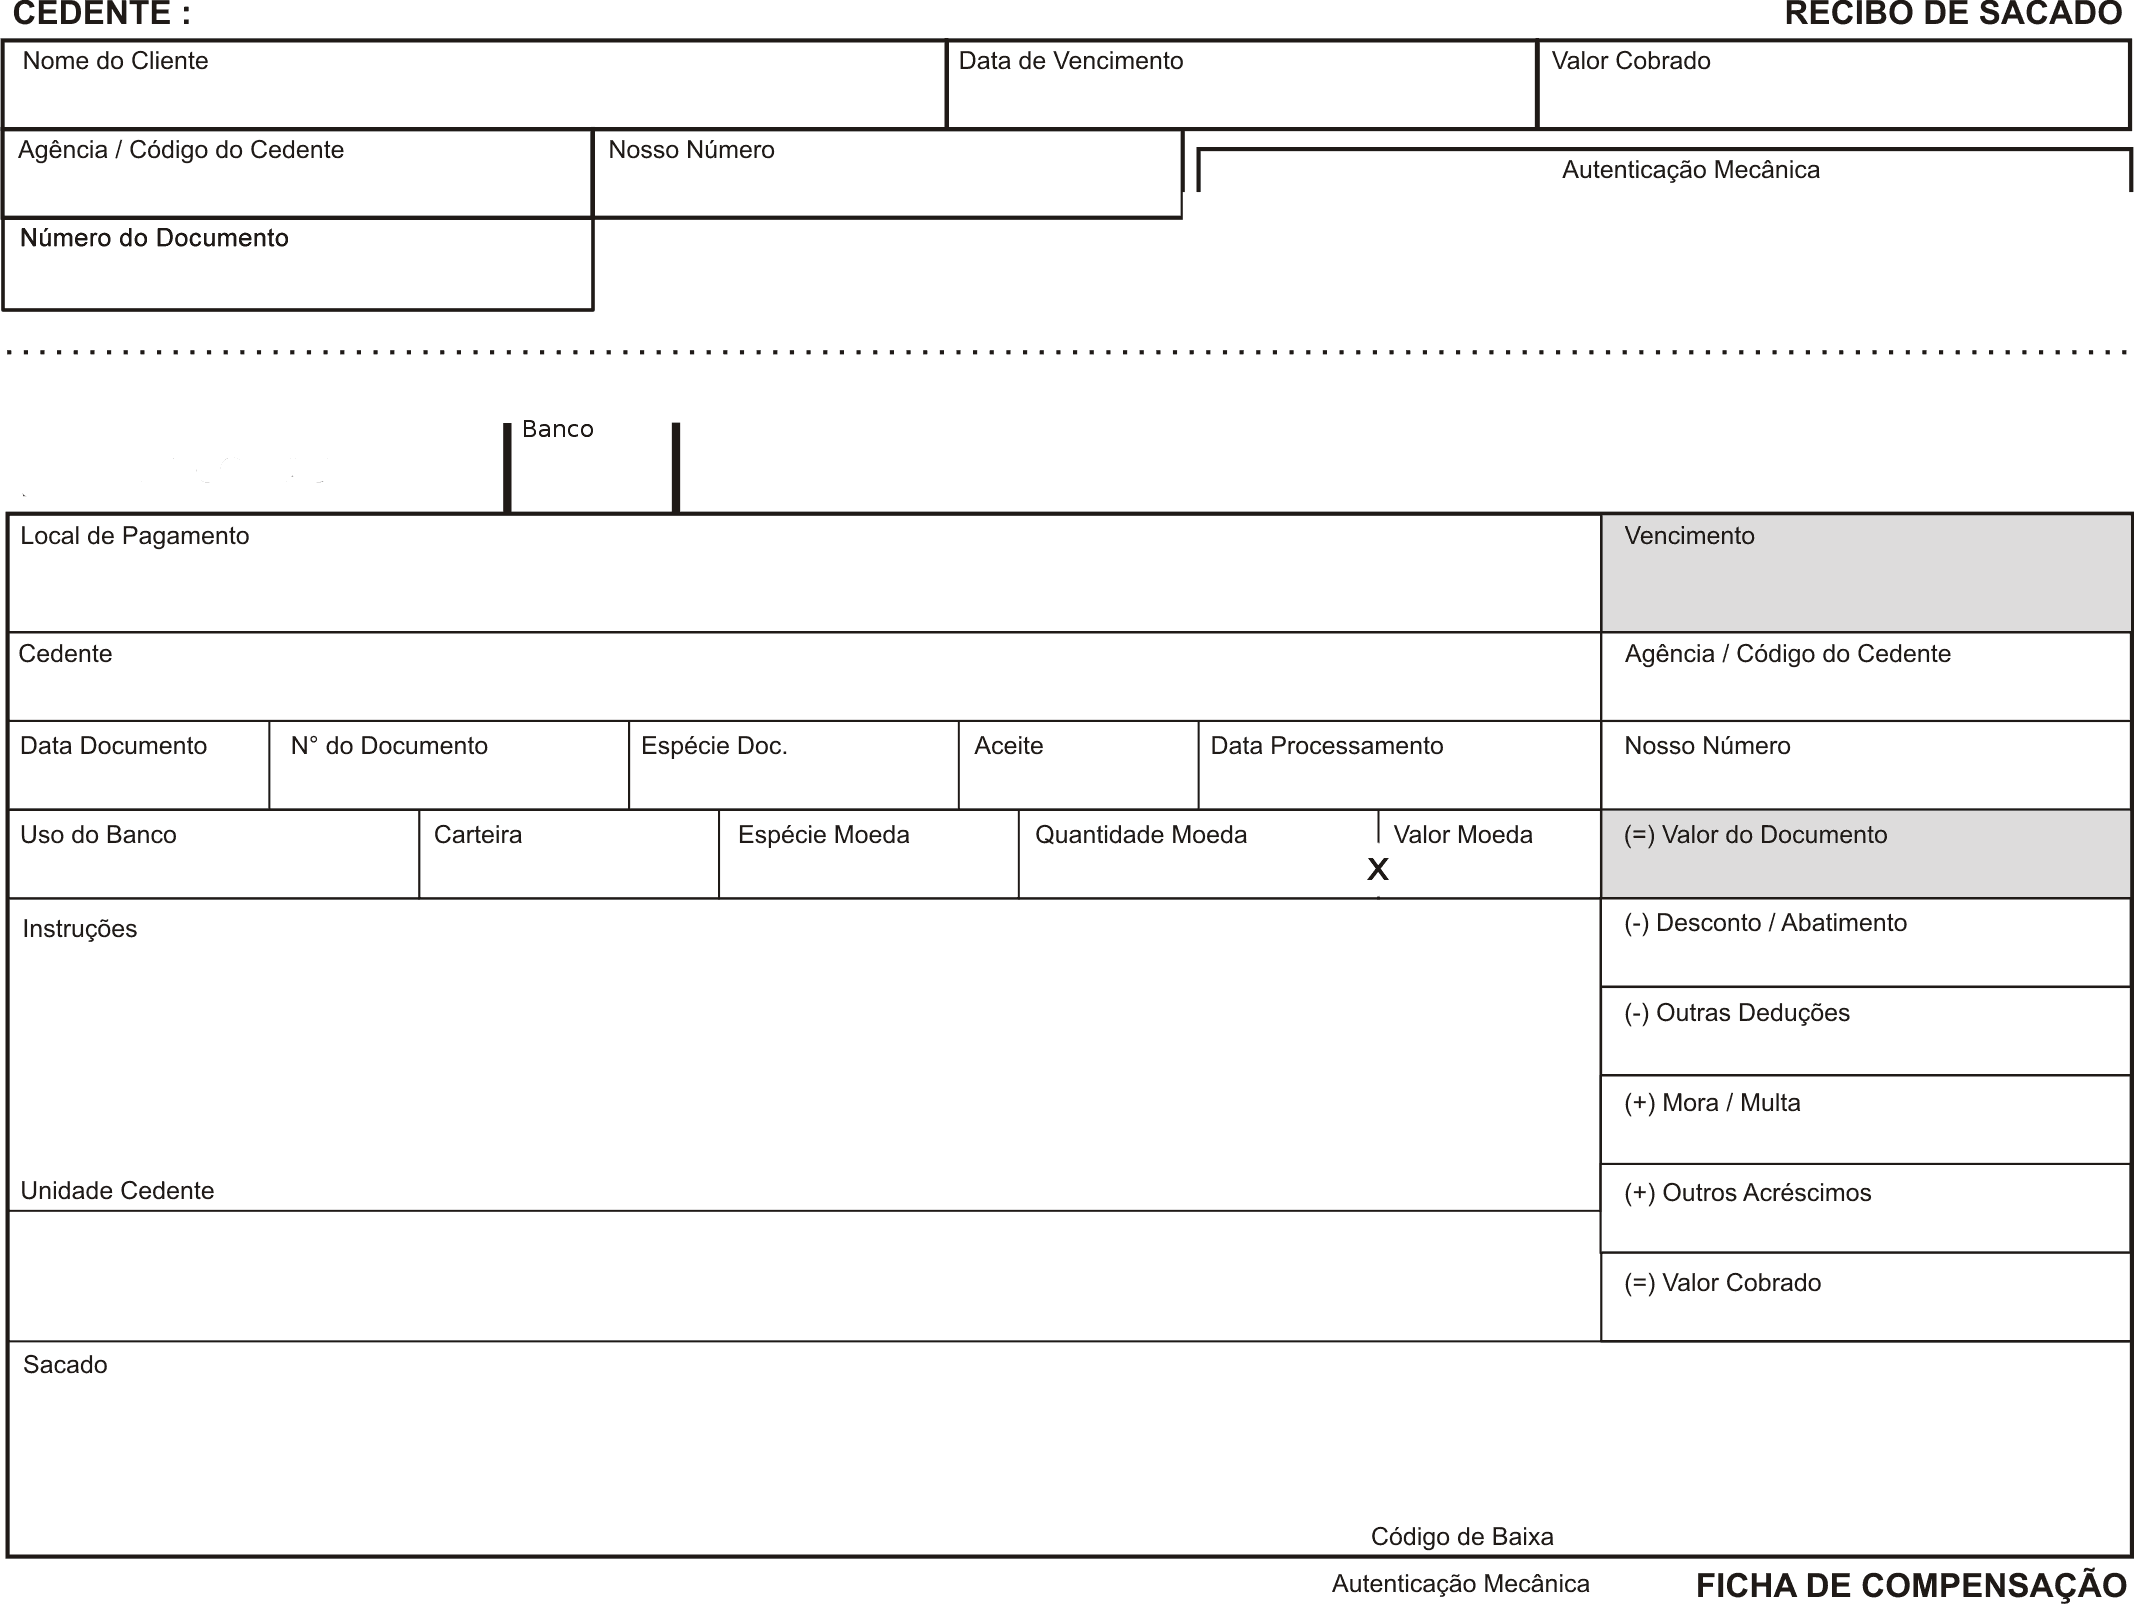 CEDENTE : RECIBO DE SACADO
Nome do Cliente Data de Vencimento Valor Cobrado
Agência / Código do Cedente Nosso Número
Autenticação Mecânica
Número do Documento
Banco
Local de Pagamento Vencimento
Cedente Agência / Código do Cedente
Data Documento N° do Documento Espécie Doc. Aceite Data Processamento Nosso Número
Uso do Banco Carteira Espécie Moeda Quantidade Moeda Valor Moeda (=) Valor do Documento
X
Instruções (-) Desconto / Abatimento
(-) Outras Deduções
(+) Mora / Multa
Unidade Cedente (+) Outros Acréscimos
(=) Valor Cobrado
Sacado
Código de Baixa
Autenticação Mecânica FICHA DE COMPENSAÇÃO